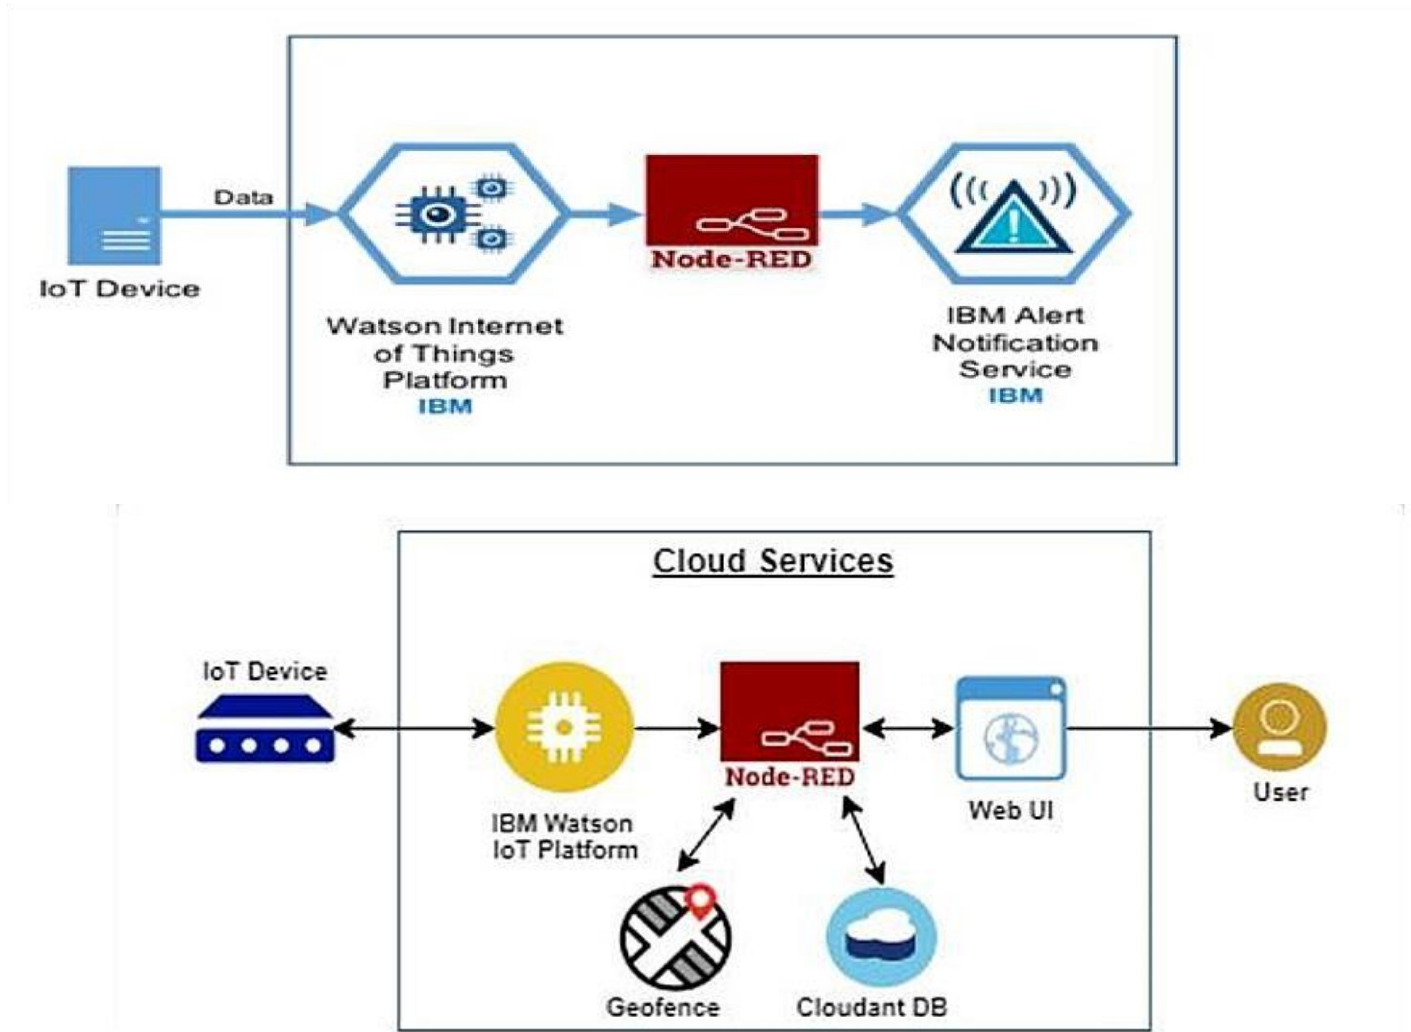 Data
IoT Device
Node-RED
Watson Internet
of Things
Platform
IBM
IBM Alert
Notification
Service
IBM
Cloud Services
IoT Device
IBM Watson
IoT Platform
Node-RED
Web UI
User
Geofence
Cloudant DB